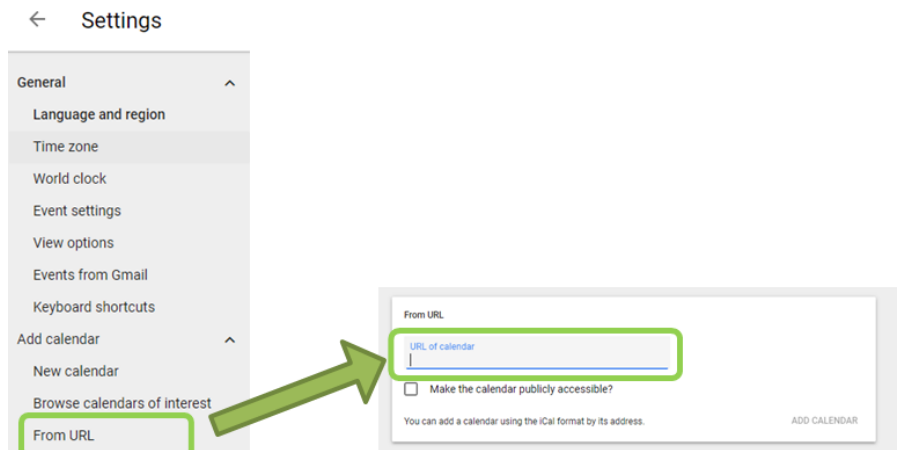 Settings
General
Language and region
Time zone
World clock
Event settings
View options
Events from Gmail
Keyboard shortcuts
Add calendar
New calendar
Browse calendars of interest
From URL
From URL
URL of calendar
Make the calendar publicly accessible?
You can add a calendar using the iCal format by its address.
ADD CALENDAR